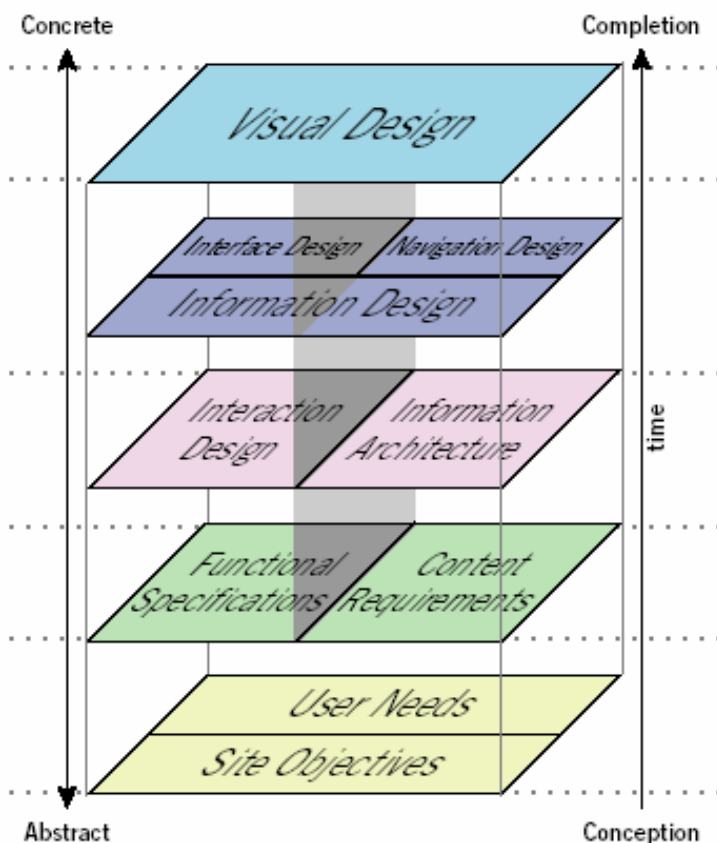 Concrete
Completion
Visual Design
Interface Design
Navigation Design
Information Design
Interaction
Design
Information
Architecture
time
Functional
Specifications
Content
Requirements
User Needs
Site Objectives
Abstract
Conception